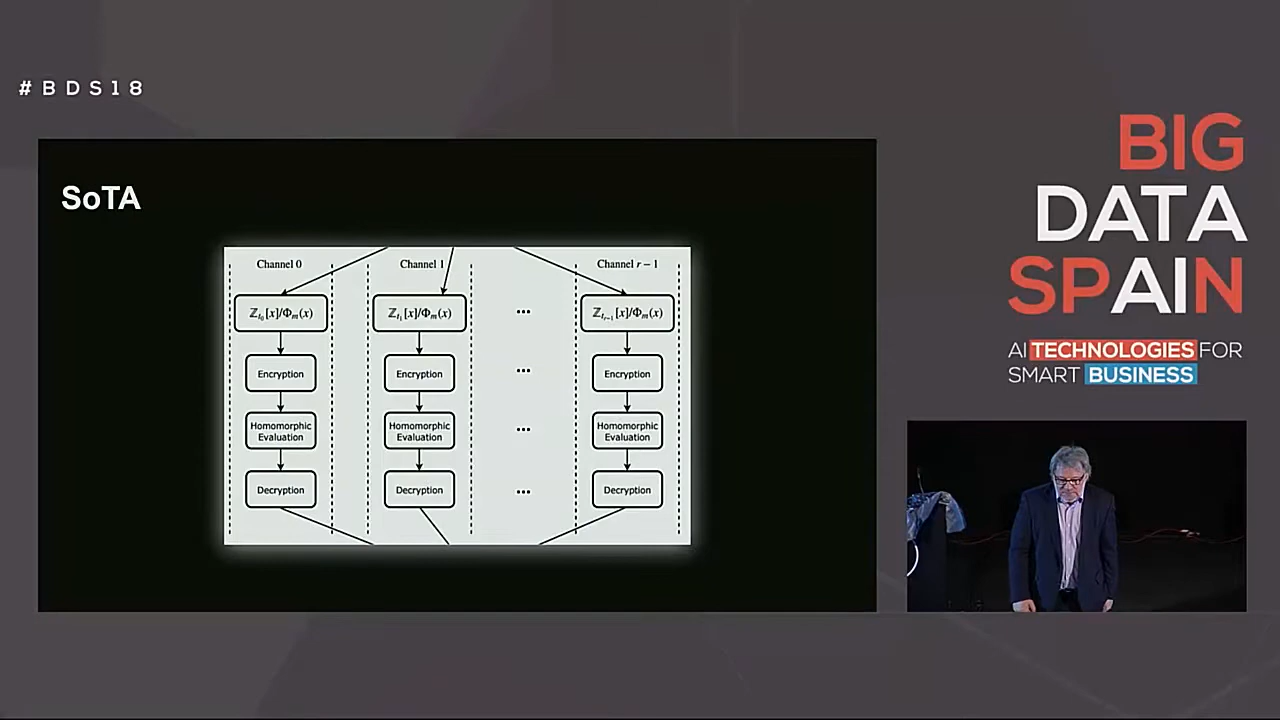 #BDS18
BIG
DATA
SPAIN
AI TECHNOLOGIES FOR
SMART BUSINESS
SoTA
Channel 0
Channel 1
Channel r − 1
ℤ_{t_0}[x]/Φ_m(x)
ℤ_{t_1}[x]/Φ_m(x)
...
ℤ_{t_{r−1}}[x]/Φ_m(x)
Encryption
Encryption
...
Encryption
Homomorphic
Evaluation
Homomorphic
Evaluation
...
Homomorphic
Evaluation
Decryption
Decryption
...
Decryption